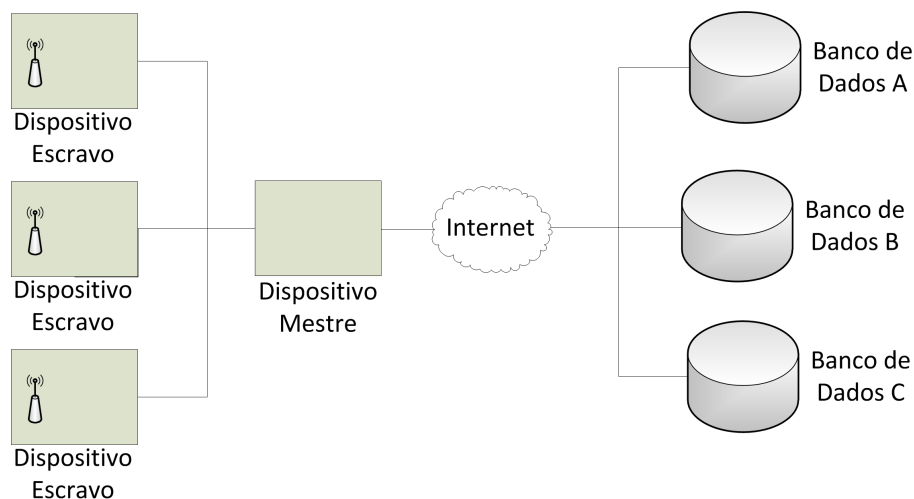 Dispositivo
Escravo
Dispositivo
Escravo
Dispositivo
Escravo
Dispositivo
Mestre
Internet
Banco de
Dados A
Banco de
Dados B
Banco de
Dados C